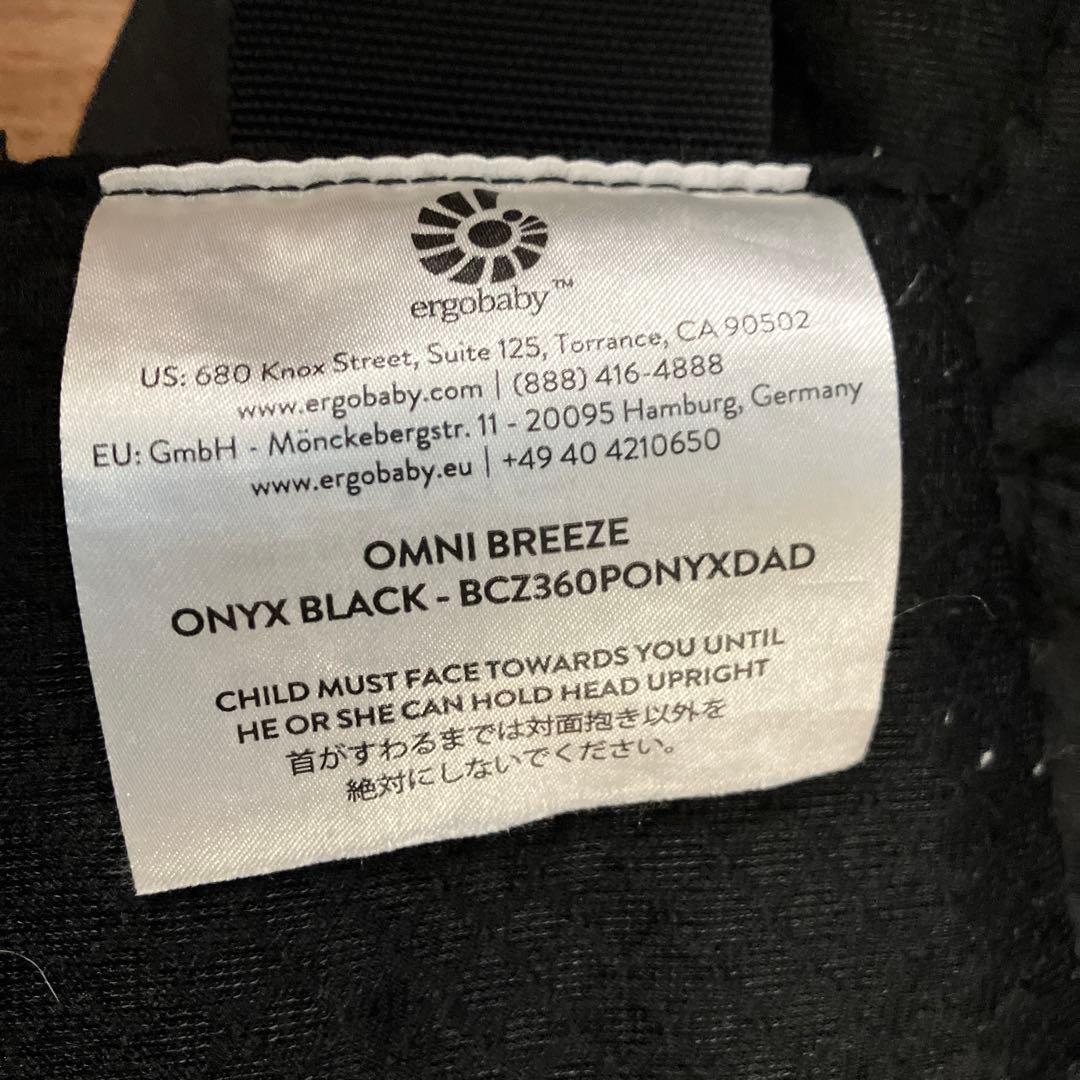 ergobaby™
US: 680 Knox Street, Suite 125, Torrance, CA 90502
www.ergobaby.com | (888) 416-4888
EU: GmbH - Mönckebergstr. 11 - 20095 Hamburg, Germany
www.ergobaby.eu | +49 40 4210650
OMNI BREEZE
ONYX BLACK - BCZ360PONYXDAD
CHILD MUST FACE TOWARDS YOU UNTIL
HE OR SHE CAN HOLD HEAD UPRIGHT
首がすわるまでは対面抱き以外を
絶対にしないでください。